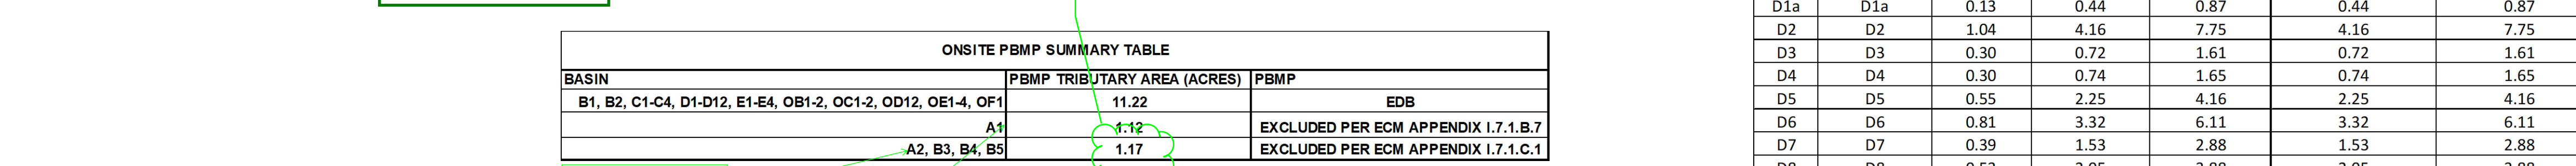 ONSITE PBMP SUMMARY TABLE
BASIN PBMP TRIBUTARY AREA (ACRES) PBMP
B1, B2, C1-C4, D1-D12, E1-E4, OB1-2, OC1-2, OD12, OE1-4, OF1 11.22 EDB
A1 1.12 EXCLUDED PER ECM APPENDIX I.7.1.B.7
A2, B3, B4, B5 1.17 EXCLUDED PER ECM APPENDIX I.7.1.C.1
D1a D1a 0.13 0.44 0.87 0.44 0.87
D2 D2 1.04 4.16 7.75 4.16 7.75
D3 D3 0.30 0.72 1.61 0.72 1.61
D4 D4 0.30 0.74 1.65 0.74 1.65
D5 D5 0.55 2.25 4.16 2.25 4.16
D6 D6 0.81 3.32 6.11 3.32 6.11
D7 D7 0.39 1.53 2.88 1.53 2.88